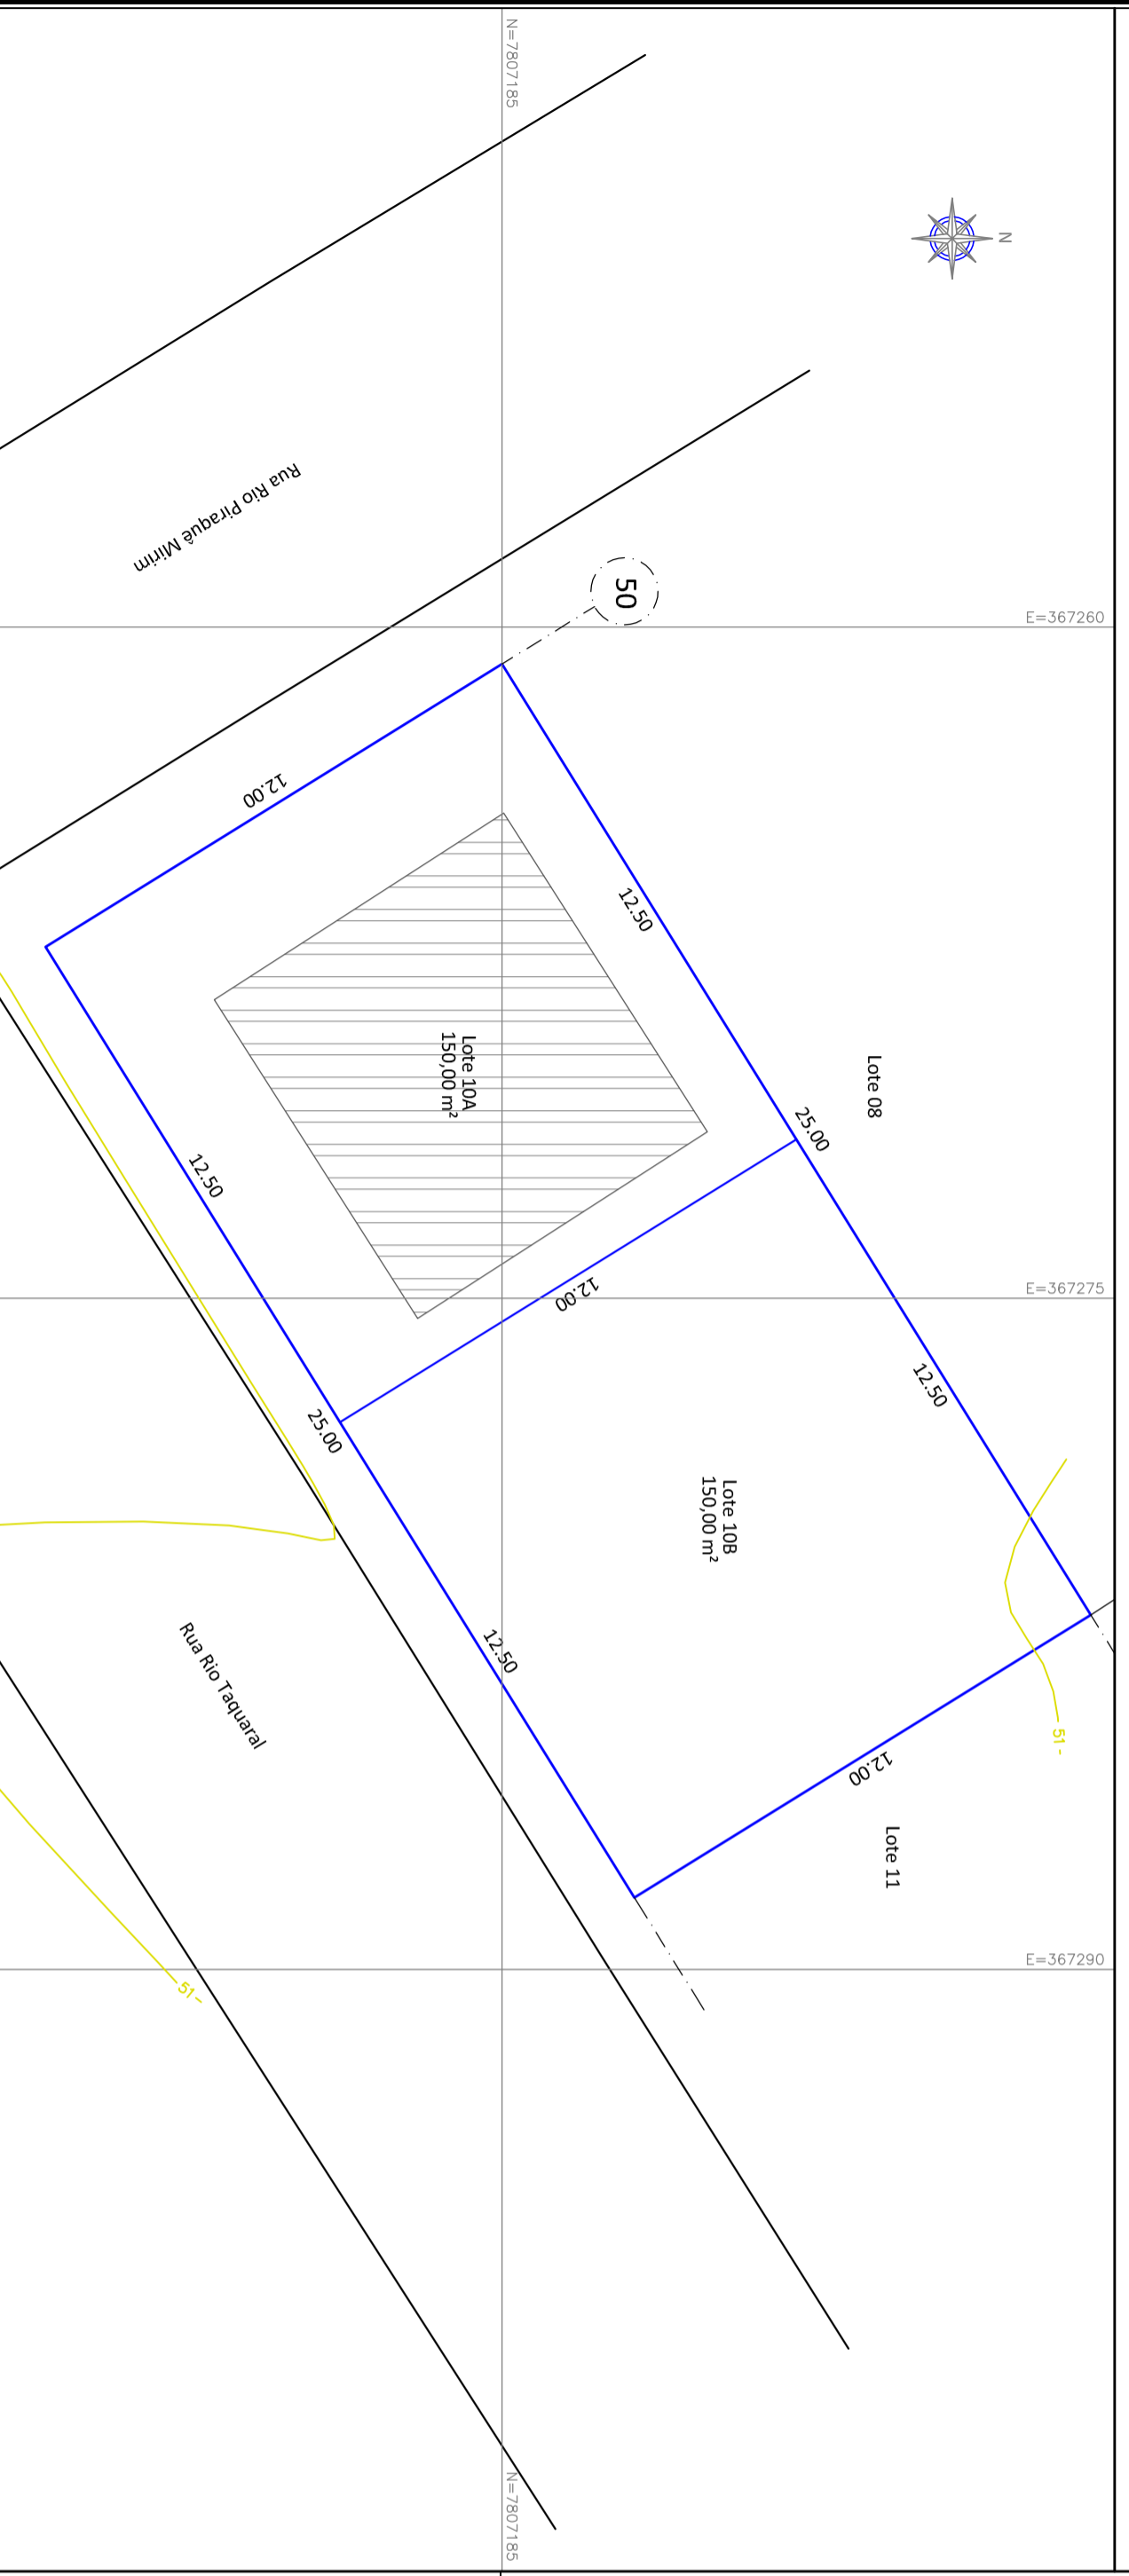 N=7807185
N
Rua Rio Piraquê Mirim
50
E=367260
12.00
12.50
Lote 08
Lote 10A
150,00 m²
25.00
12.50
12.00
E=367275
12.50
25.00
Lote 10B
150,00 m²
12.50
Rua Rio Taquaral
51
12.00
Lote 11
E=367290
51
N=7807185